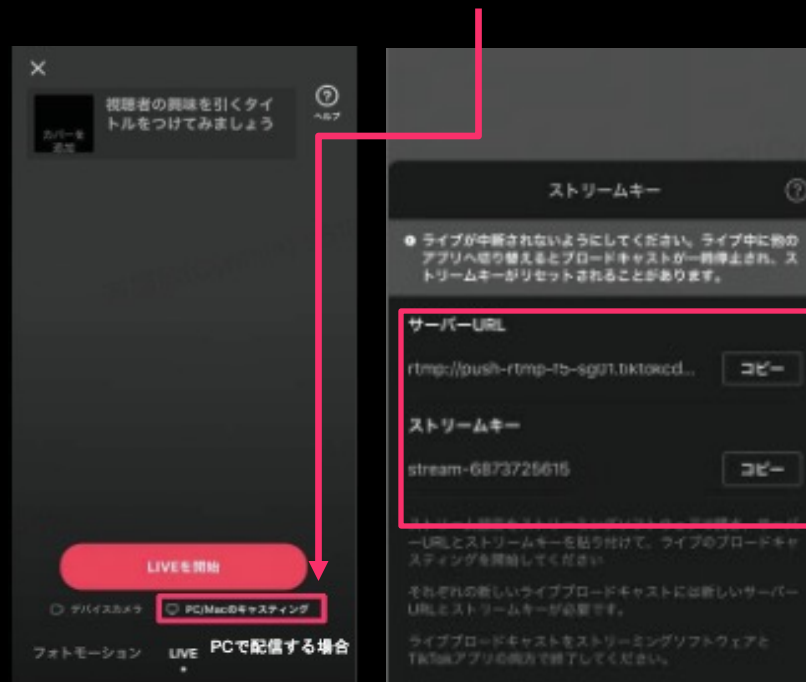 視聴者の興味を引くタイ
トルをつけてみましょう
カバーを
追加
ヘルプ
LIVEを開始
デバイスカメラ
PC/Macのキャスティング
フォトモーション
LIVE
PCで配信する場合
ストリームキー
ライブが中断されないようにしてください。ライブ中に他の
アプリへ切り替えるとブロードキャストが一時停止され、ス
トリームキーがリセットされることがあります。
サーバーURL
rtmp://push-rtmp-f5-sg01.tiktokcd...
コピー
ストリームキー
stream-6873725615
コピー
ーURLとストリームキーを貼り付けて、ライブのブロードキャ
スティングを開始してください
それぞれの新しいライブブロードキャストには新しいサーバー
URLとストリームキーが必要です。
ライブブロードキャストをストリーミングソフトウェアと
TikTokアプリの両方で終了してください。